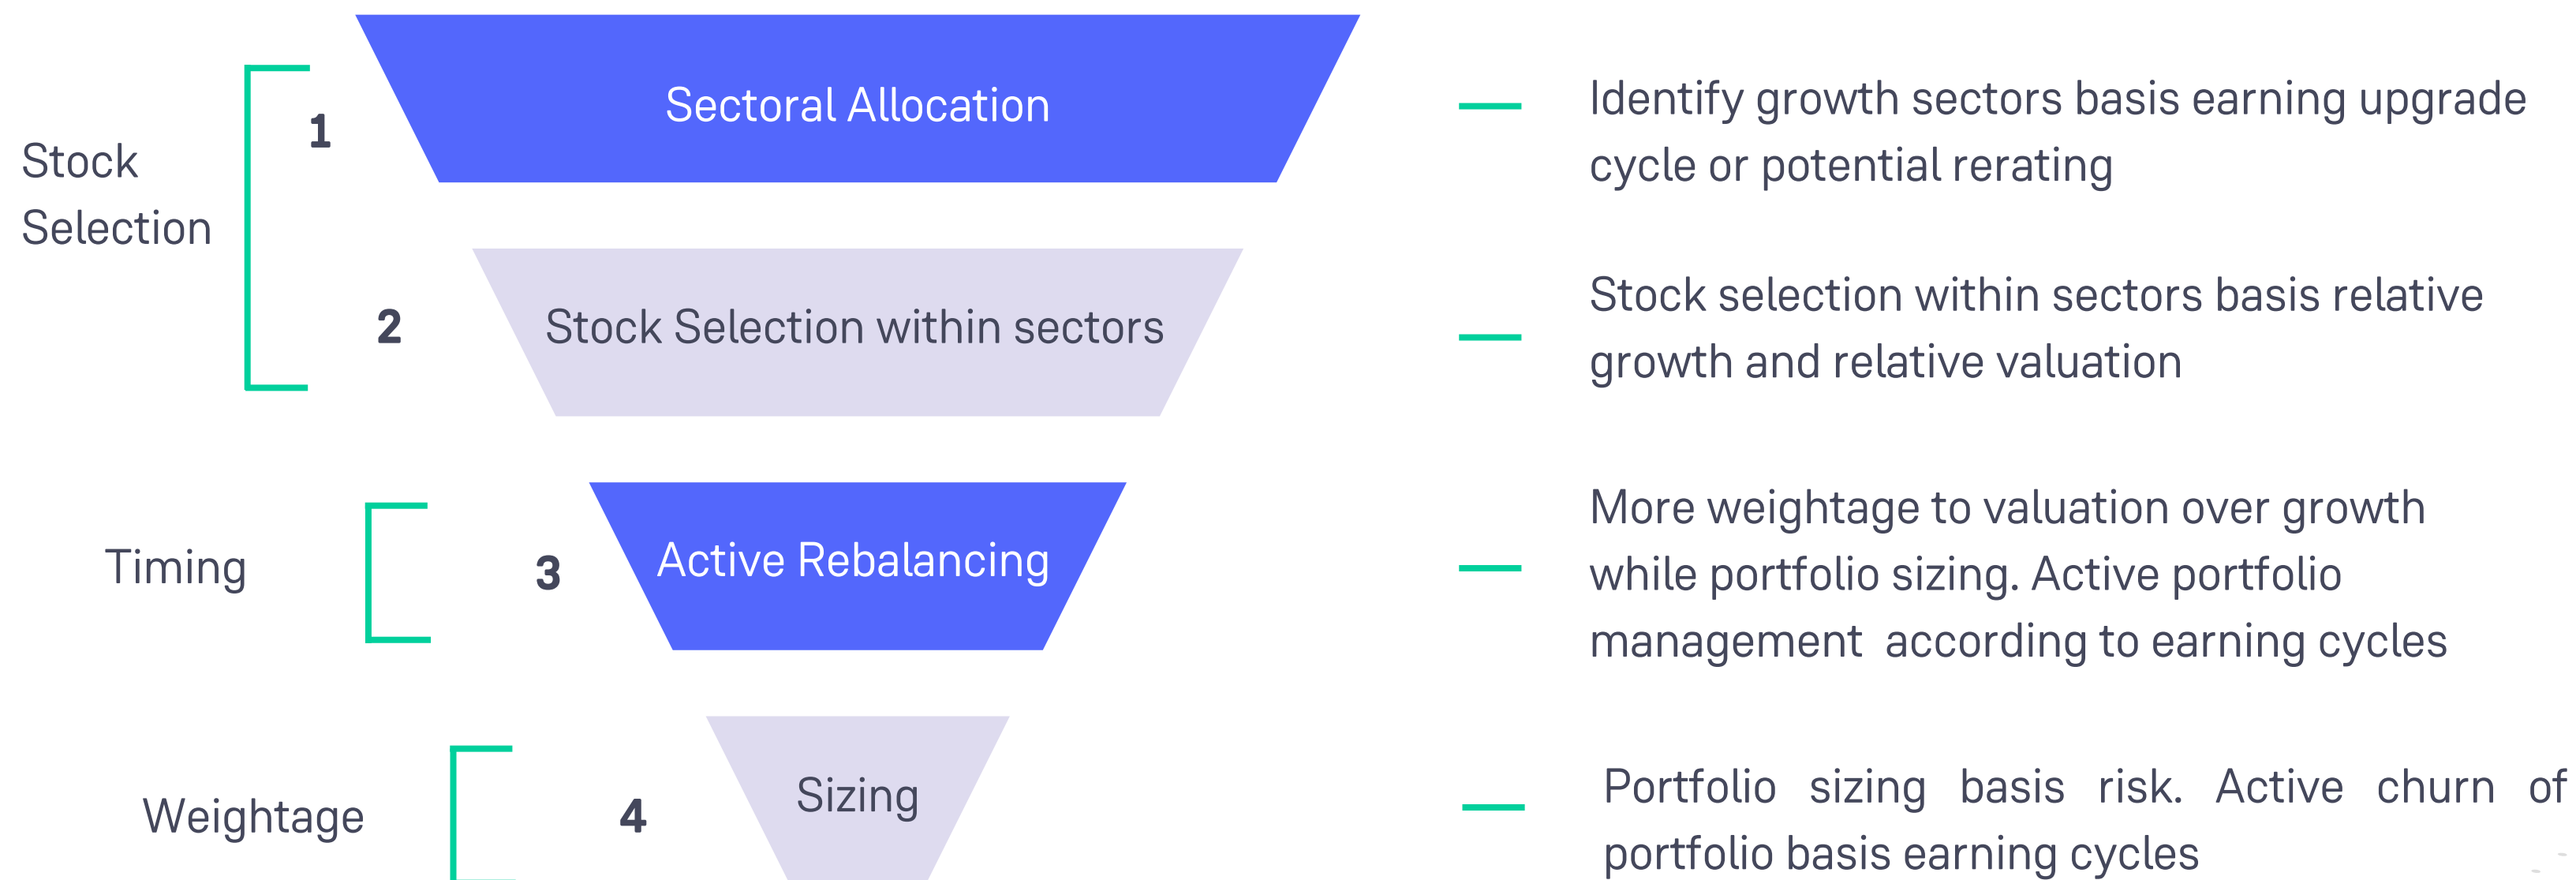 Stock
Selection
1
Sectoral Allocation
Identify growth sectors basis earning upgrade
cycle or potential rerating
2
Stock Selection within sectors
Stock selection within sectors basis relative
growth and relative valuation
Timing
3
Active Rebalancing
More weightage to valuation over growth
while portfolio sizing. Active portfolio
management  according to earning cycles
Weightage
4
Sizing
Portfolio sizing basis risk. Active churn of
portfolio basis earning cycles